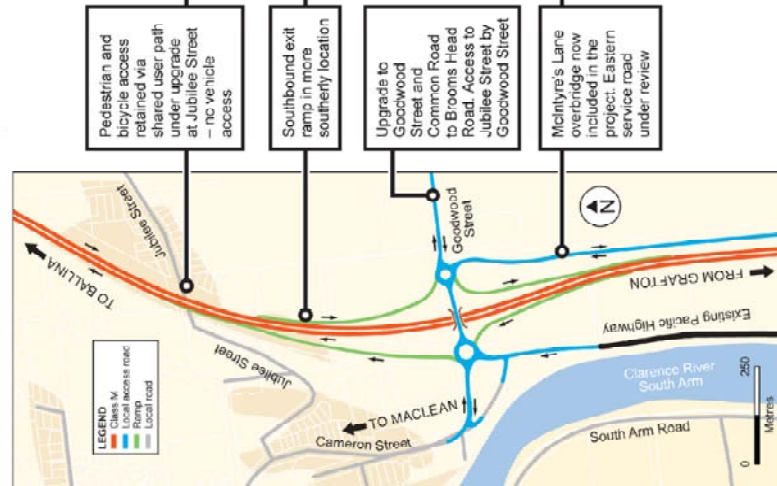 Pedestrian and
bicycle access
retained via
shared user path
under upgrade
at Jubilee Street
– no vehicle
access
Southbound exit
ramp in more
southerly location
Upgrade to
Goodwood
Street and
Common Road
to Brooms Head
Road. Access to
Jubilee Street by
Goodwood Street
McIntyre's Lane
overbridge now
included in the
project. Eastern
service road
under review
TO BALLINA
Jubilee Street
Jubilee Street
LEGEND
Class M
Local access road
Ramp
Local road
TO MACLEAN
Cameron Street
Goodwood
Street
N
FROM GRAFTON
Existing Pacific Highway
Clarence River
South Arm
South Arm Road
0
250
Metres